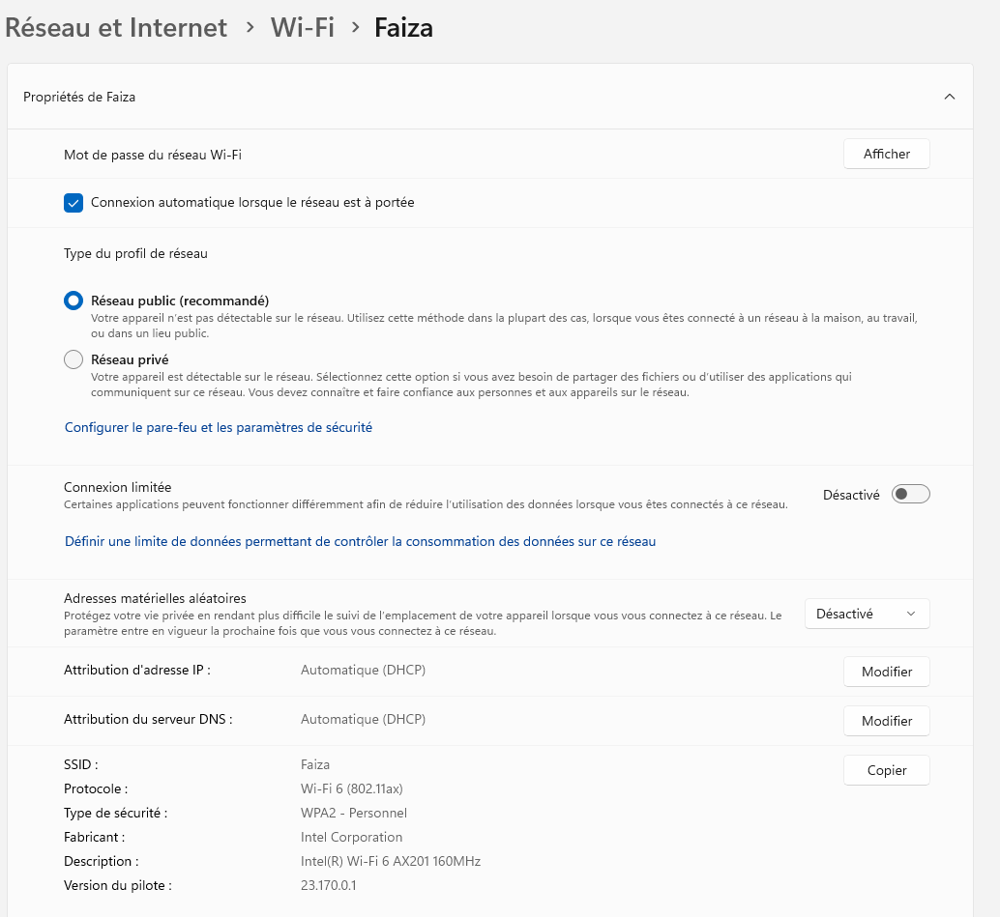 Réseau et Internet > Wi-Fi > Faiza
Propriétés de Faiza
Mot de passe du réseau Wi-Fi
Afficher
Connexion automatique lorsque le réseau est à portée
Type du profil de réseau
Réseau public (recommandé)
Votre appareil n'est pas détectable sur le réseau. Utilisez cette méthode dans la plupart des cas, lorsque vous êtes connecté à un réseau à la maison, au travail,
ou dans un lieu public.
Réseau privé
Votre appareil est détectable sur le réseau. Sélectionnez cette option si vous avez besoin de partager des fichiers ou d'utiliser des applications qui
communiquent sur ce réseau. Vous devez connaître et faire confiance aux personnes et aux appareils sur le réseau.
Configurer le pare-feu et les paramètres de sécurité
Connexion limitée
Certaines applications peuvent fonctionner différemment afin de réduire l'utilisation des données lorsque vous êtes connectés à ce réseau.
Désactivé
Définir une limite de données permettant de contrôler la consommation des données sur ce réseau
Adresses matérielles aléatoires
Protégez votre vie privée en rendant plus difficile le suivi de l'emplacement de votre appareil lorsque vous vous connectez à ce réseau. Le
paramètre entre en vigueur la prochaine fois que vous vous connectez à ce réseau.
Désactivé
Attribution d'adresse IP : Automatique (DHCP) Modifier
Attribution du serveur DNS : Automatique (DHCP) Modifier
SSID : Faiza
Copier
Protocole : Wi-Fi 6 (802.11ax)
Type de sécurité : WPA2 - Personnel
Fabricant : Intel Corporation
Description : Intel(R) Wi-Fi 6 AX201 160MHz
Version du pilote : 23.170.0.1